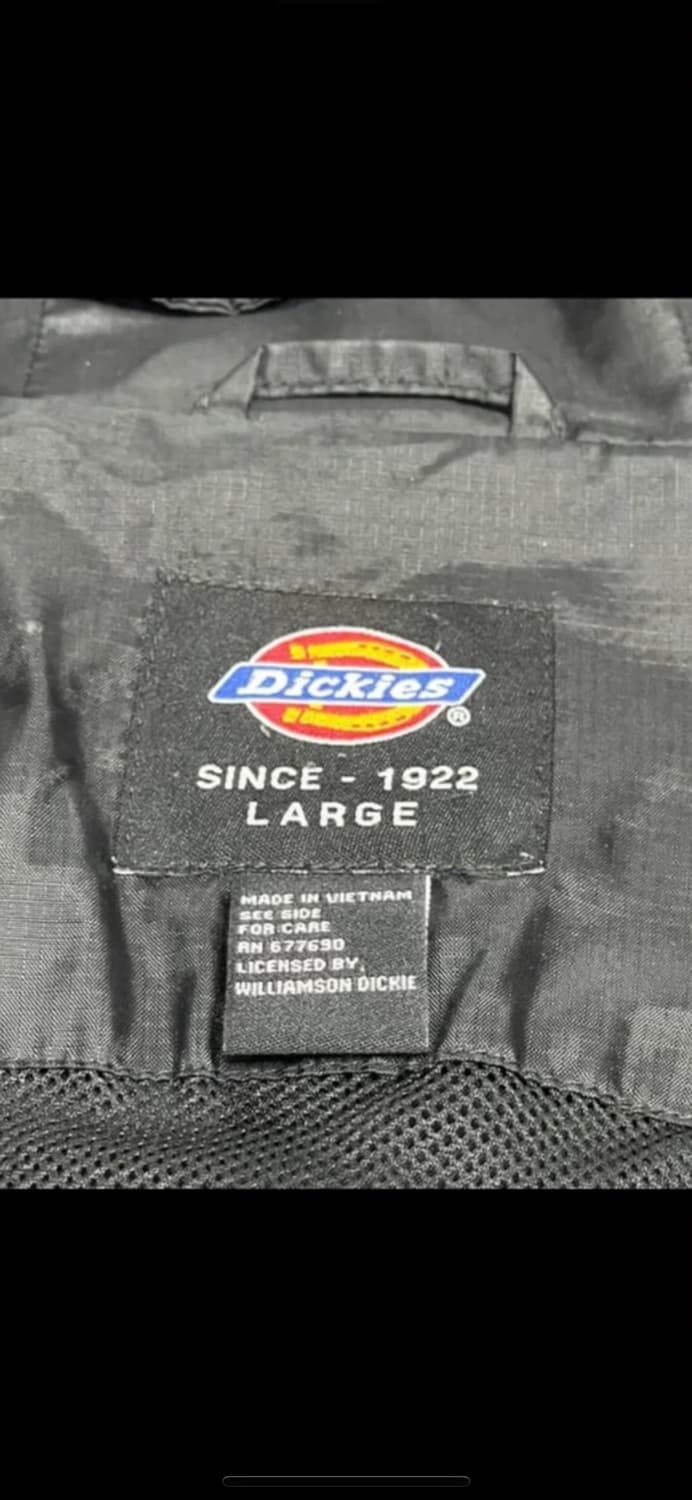 Dickies®
SINCE - 1922
LARGE
MADE IN VIETNAM
SEE SIDE
FOR CARE
RN 677690
LICENSED BY
WILLIAMSON DICKIE